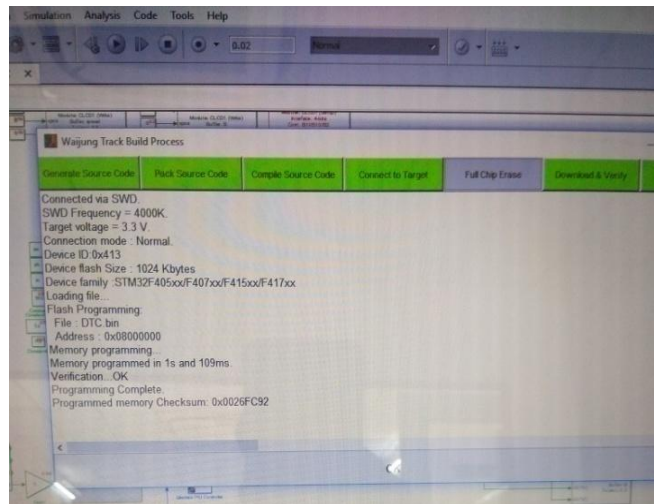 Simulation Analysis Code Tools Help
0.02 Normal
Waijung Track Build Process
Generate Source Code Pack Source Code Compile Source Code Connect to Target Full Chip Erase Download & Verify
Connected via SWD.
SWD Frequency = 4000K.
Target voltage = 3.3 V.
Connection mode : Normal.
Device ID:0x413
Device flash Size : 1024 Kbytes
Device family :STM32F405xx/F407xx/F415xx/F417xx
Loading file...
Flash Programming:
File : DTC.bin
Address : 0x08000000
Memory programming...
Memory programmed in 1s and 109ms.
Verification...OK
Programming Complete.
Programmed memory Checksum: 0x0026FC92